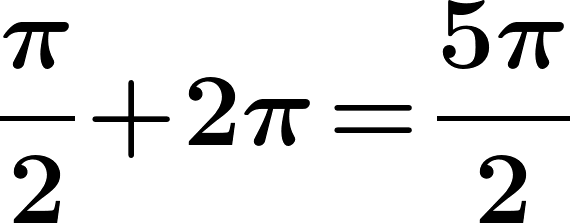 π/2 + 2π = 5π/2